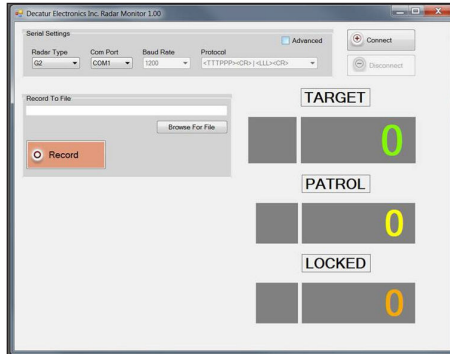 Decatur Electronics Inc. Radar Monitor 1.00
Serial Settings
Advanced
Radar Type Com Port Baud Rate Protocol
G2 COM1 1200 <TTTPPP><CR> | <LLL><CR>
Connect
Disconnect
Record To File
Browse For File
Record
TARGET
0
PATROL
0
LOCKED
0